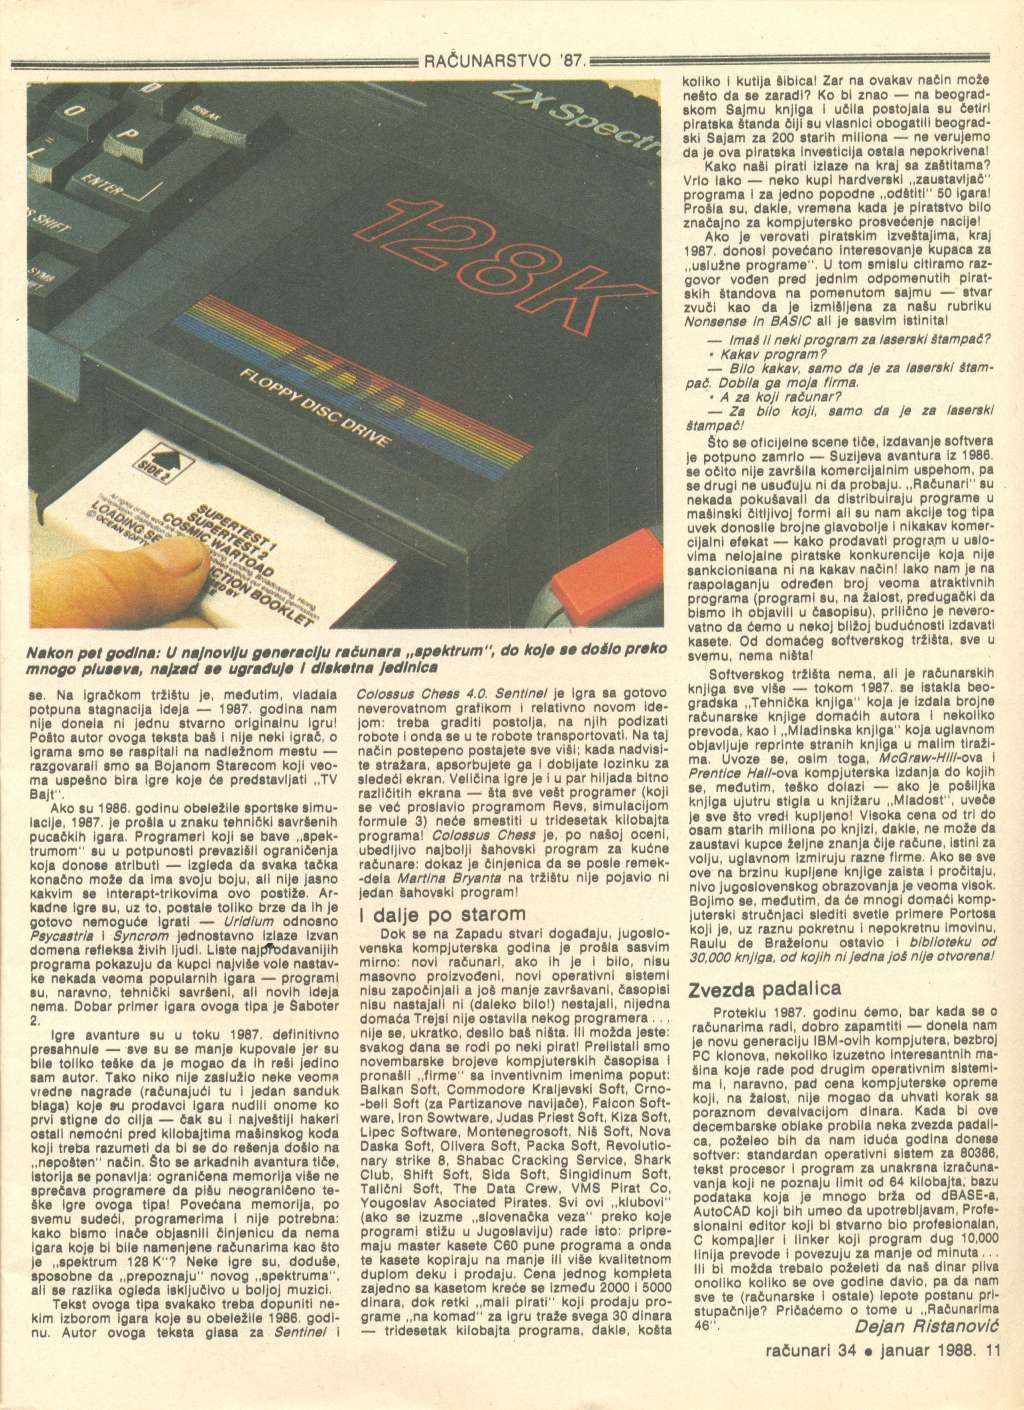 RAČUNARSTVO '87.
O
P
BREAK
L
=
ENTER
S-SHIFT
SYMB
ZX Spectr
128K
FDD
FLOPPY DISC DRIVE
SIDE 2
SUPERTEST 1
SUPERTEST 2
COSMIC WARTOAD
LOADING SE
CTION BOOKLET
© OCEAN SOFT
Nakon pet godina: U najnoviju generaciju računara „spektrum", do koje se došlo preko
mnogo pluseva, najzad se ugrađuje i disketna jedinica
se. Na igračkom tržištu je, međutim, vladala
potpuna stagnacija ideja — 1987. godina nam
nije donela ni jednu stvarno originalnu igru!
Pošto autor ovoga teksta baš i nije neki igrač, o
igrama smo se raspitali na nadležnom mestu —
razgovarali smo sa Bojanom Starecom koji veo-
ma uspešno bira igre koje će predstavljati „TV
Bajt".
Ako su 1986. godinu obeležile sportske simu-
lacije, 1987. je prošla u znaku tehnički savršenih
pucačkih igara. Programeri koji se bave „spek-
trumom" su u potpunosti prevazišli ograničenja
koja donose atributi — izgleda da svaka tačka
konačno može da ima svoju boju, ali nije jasno
kakvim se interapt-trikovima ovo postiže. Ar-
kadne igre su, uz to, postale toliko brze da ih je
gotovo nemoguće igrati — Uridium odnosno
Psycastria i Syncrom jednostavno izlaze izvan
domena refleksa živih ljudi. Liste najprodavanijih
programa pokazuju da kupci najviše vole nastav-
ke nekada veoma popularnih igara — programi
su, naravno, tehnički savršeni, ali novih ideja
nema. Dobar primer igara ovoga tipa je Saboter
2.
Igre avanture su u toku 1987. definitivno
presahnule — sve su se manje kupovale jer su
bile toliko teške da je mogao da ih reši jedino
sam autor. Tako niko nije zaslužio neke veoma
vredne nagrade (računajući tu i jedan sanduk
blaga) koje su prodavci igara nudili onome ko
prvi stigne do cilja — čak su i najveštiji hakeri
ostali nemoćni pred kilobajtima mašinskog koda
koji treba razumeti da bi se do rešenja došlo na
„nepošten" način. Što se arkadnih avantura tiče,
istorija se ponavlja: ograničena memorija više ne
sprečava programere da pišu neograničeno te-
ške igre ovoga tipa! Povećana memorija, po
svemu sudeći, programerima i nije potrebna:
kako bismo inače objasnili činjenicu da nema
igara koje bi bile namenjene računarima kao što
je „spektrum 128 K"? Neke igre su, doduše,
sposobne da „prepoznaju" novog „spektruma",
ali se razlika ogleda isključivo u boljoj muzici.
Tekst ovoga tipa svakako treba dopuniti ne-
kim izborom igara koje su obeležile 1986. godi-
nu. Autor ovoga teksta glasa za Sentinel i
Colossus Chess 4.0. Sentinel je igra sa gotovo
neverovatnom grafikom i relativno novom ide-
jom: treba graditi postolja, na njih podizati
robote i onda se u te robote transportovati. Na taj
način postepeno postajete sve viši; kada nadvisi-
te stražara, apsorbujete ga i dobijate lozinku za
sledeći ekran. Veličina igre je i u par hiljada bitno
različitih ekrana — šta sve vešt programer (koji
se već proslavio programom Revs, simulacijom
formule 3) neće smestiti u tridesetak kilobajta
programa! Colossus Chess je, po našoj oceni,
ubedljivo najbolji šahovski program za kućne
računare: dokaz je činjenica da se posle remek-
-dela Martina Bryanta na tržištu nije pojavio ni
jedan šahovski program!
I dalje po starom
Dok se na Zapadu stvari događaju, jugoslo-
venska kompjuterska godina je prošla sasvim
mirno: novi računari, ako ih je i bilo, nisu
masovno proizvođeni, novi operativni sistemi
nisu započinjali a još manje završavani, časopisi
nisu nastajali ni (daleko bilo!) nestajali, nijedna
domaća Trejsi nije ostavila nekog programera . . .
nije se, ukratko, desilo baš ništa. Ili možda jeste:
svakog dana se rodi po neki pirat! Prelistali smo
novembarske brojeve kompjuterskih časopisa i
pronašli „firme" sa inventivnim imenima poput:
Balkan Soft, Commodore Kraljevski Soft, Crno-
-beli Soft (za Partizanove navijače), Falcon Soft-
ware, Iron Sowtware, Judas Priest Soft, Kiza Soft,
Lipec Software, Montenegrosoft, Niš Soft, Nova
Daska Soft, Olivera Soft, Packa Soft, Revolutio-
nary strike 8, Shabac Cracking Service, Shark
Club, Shift Soft, Sida Soft, Singidinum Soft,
Talični Soft, The Data Crew, VMS Pirat Co,
Yougoslav Asociated Pirates. Svi ovi „klubovi"
(ako se izuzme „slovenačka veza" preko koje
programi stižu u Jugoslaviju) rade isto: pripre-
maju master kasete C60 pune programa a onda
te kasete kopiraju na manje ili više kvalitetnom
duplom deku i prodaju. Cena jednog kompleta
zajedno sa kasetom kreće se između 2000 i 5000
dinara, dok retki „mali pirati" koji prodaju pro-
grame „na komad" za igru traže svega 30 dinara
— tridesetak kilobajta programa, dakle, košta
koliko i kutija šibica! Zar na ovakav način može
nešto da se zaradi? Ko bi znao — na beograd-
skom Sajmu knjiga i učila postojala su četiri
piratska štanda čiji su vlasnici obogatili beograd-
ski Sajam za 200 starih miliona — ne verujemo
da je ova piratska investicija ostala nepokrivena!
Kako naši pirati izlaze na kraj sa zaštitama?
Vrlo lako — neko kupi hardverski „zaustavljač"
programa i za jedno popodne „odštiti" 50 igara!
Prošla su, dakle, vremena kada je piratstvo bilo
značajno za kompjutersko prosvećenje nacije!
Ako je verovati piratskim izveštajima, kraj
1987. donosi povećano interesovanje kupaca za
„uslužne programe". U tom smislu citiramo raz-
govor vođen pred jednim odpomenutih pirat-
skih štandova na pomenutom sajmu — stvar
zvuči kao da je izmišljena za našu rubriku
Nonsense in BASIC ali je sasvim istinita!
— Imaš li neki program za laserski štampač?
• Kakav program?
— Bilo kakav, samo da je za laserski štam-
pač. Dobila ga moja firma.
• A za koji računar?
— Za bilo koji, samo da je za laserski
štampač!
Što se oficijelne scene tiče, izdavanje softvera
je potpuno zamrlo — Suzijeva avantura iz 1986.
se očito nije završila komercijalnim uspehom, pa
se drugi ne usuđuju ni da probaju. „Računari" su
nekada pokušavali da distribuiraju programe u
mašinski čitljivoj formi ali su nam akcije tog tipa
uvek donosile brojne glavobolje i nikakav komer-
cijalni efekat — kako prodavati program u uslo-
vima nelojalne piratske konkurencije koja nije
sankcionisana ni na kakav način! Iako nam je na
raspolaganju određen broj veoma atraktivnih
programa (programi su, na žalost, predugački da
bismo ih objavili u časopisu), prilično je nevero-
vatno da ćemo u nekoj bližoj budućnosti izdavati
kasete. Od domaćeg softverskog tržišta, sve u
svemu, nema ništa!
Softverskog tržišta nema, ali je računarskih
knjiga sve više — tokom 1987. se istakla beo-
gradska „Tehnička knjiga" koja je izdala brojne
računarske knjige domaćih autora i nekoliko
prevoda, kao i „Mladinska knjiga" koja uglavnom
objavljuje reprinte stranih knjiga u malim tiraži-
ma. Uvoze se, osim toga, McGraw-Hill-ova i
Prentice Hall-ova kompjuterska izdanja do kojih
se, međutim, teško dolazi — ako je pošiljka
knjiga ujutru stigla u knjižaru „Mladost", uveče
je sve što vredi kupljeno! Visoka cena od tri do
osam starih miliona po knjizi, dakle, ne može da
zaustavi kupce željne znanja čije račune, istini za
volju, uglavnom izmiruju razne firme. Ako se sve
ove na brzinu kupljene knjige zaista i pročitaju,
nivo jugoslovenskog obrazovanja je veoma visok.
Bojimo se, međutim, da će mnogi domaći komp-
juterski stručnjaci slediti svetle primere Portosa
koji je, uz raznu pokretnu i nepokretnu imovinu,
Raulu de Braželonu ostavio i biblioteku od
30,000 knjiga, od kojih ni jedna još nije otvorena!
Zvezda padalica
Proteklu 1987. godinu ćemo, bar kada se o
računarima radi, dobro zapamtiti — donela nam
je novu generaciju IBM-ovih kompjutera, bezbroj
PC klonova, nekoliko izuzetno interesantnih ma-
šina koje rade pod drugim operativnim sistemi-
ma i, naravno, pad cena kompjuterske opreme
koji, na žalost, nije mogao da uhvati korak sa
poraznom devalvacijom dinara. Kada bi ove
decembarske oblake probila neka zvezda padali-
ca, poželeo bih da nam iduća godina donese
softver: standardan operativni sistem za 80386,
tekst procesor i program za unakrsna izračuna-
vanja koji ne poznaju limit od 64 kilobajta, bazu
podataka koja je mnogo brža od dBASE-a,
AutoCAD koji bih umeo da upotrebljavam, Profe-
sionalni editor koji bi stvarno bio profesionalan,
C kompajler i linker koji program dug 10,000
linija prevode i povezuju za manje od minuta . . .
Ili bi možda trebalo poželeti da naš dinar pliva
onoliko koliko se ove godine davio, pa da nam
sve te (računarske i ostale) lepote postanu pri-
stupačnije? Pričaćemo o tome u „Računarima
46".
Dejan Ristanović
računari 34 • januar 1988. 11